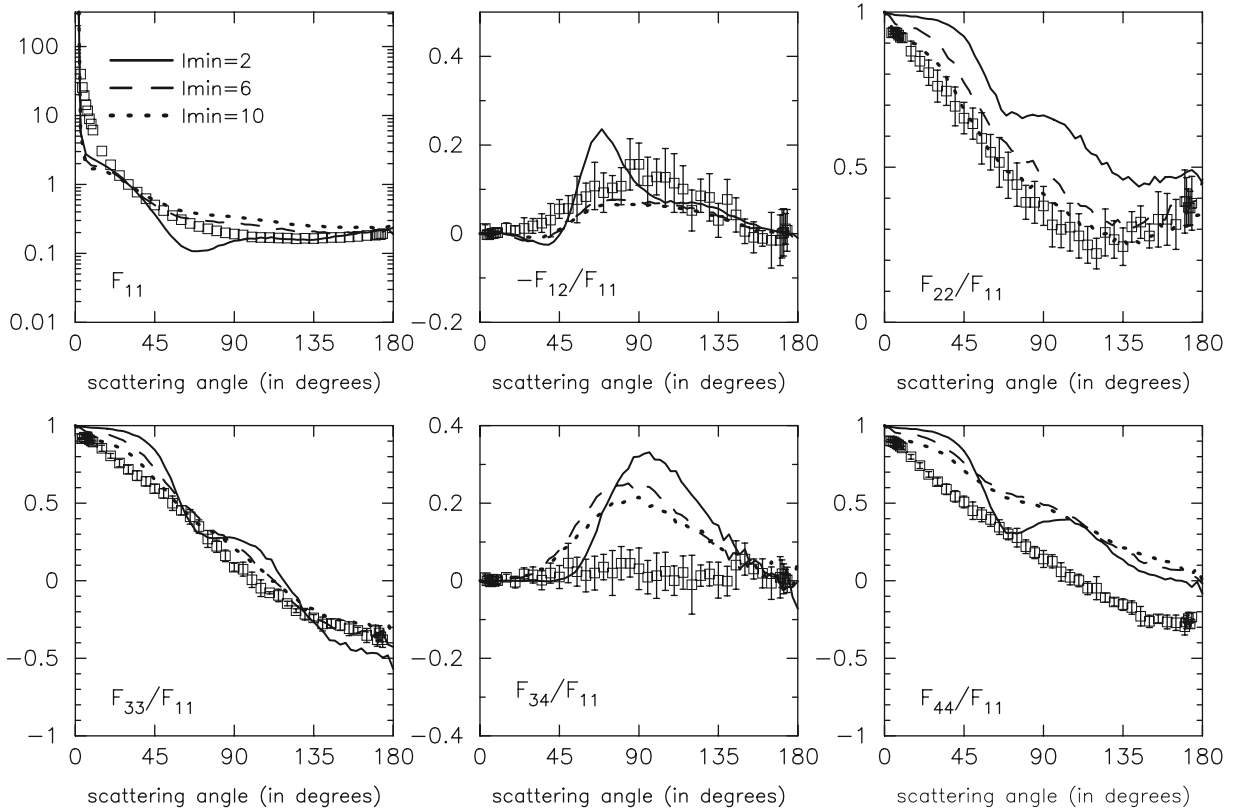 100
10
1
0.1
0.01
lmin=2
lmin=6
lmin=10
F11
0 45 90 135 180
scattering angle (in degrees)
0.4
0.2
0
−0.2
−F12/F11
0 45 90 135 180
scattering angle (in degrees)
1
0.5
0
F22/F11
0 45 90 135 180
scattering angle (in degrees)
1
0.5
0
−0.5
−1
F33/F11
0 45 90 135 180
scattering angle (in degrees)
0.4
0.2
0
−0.2
−0.4
F34/F11
0 45 90 135 180
scattering angle (in degrees)
1
0.5
0
−0.5
−1
F44/F11
0 45 90 135 180
scattering angle (in degrees)